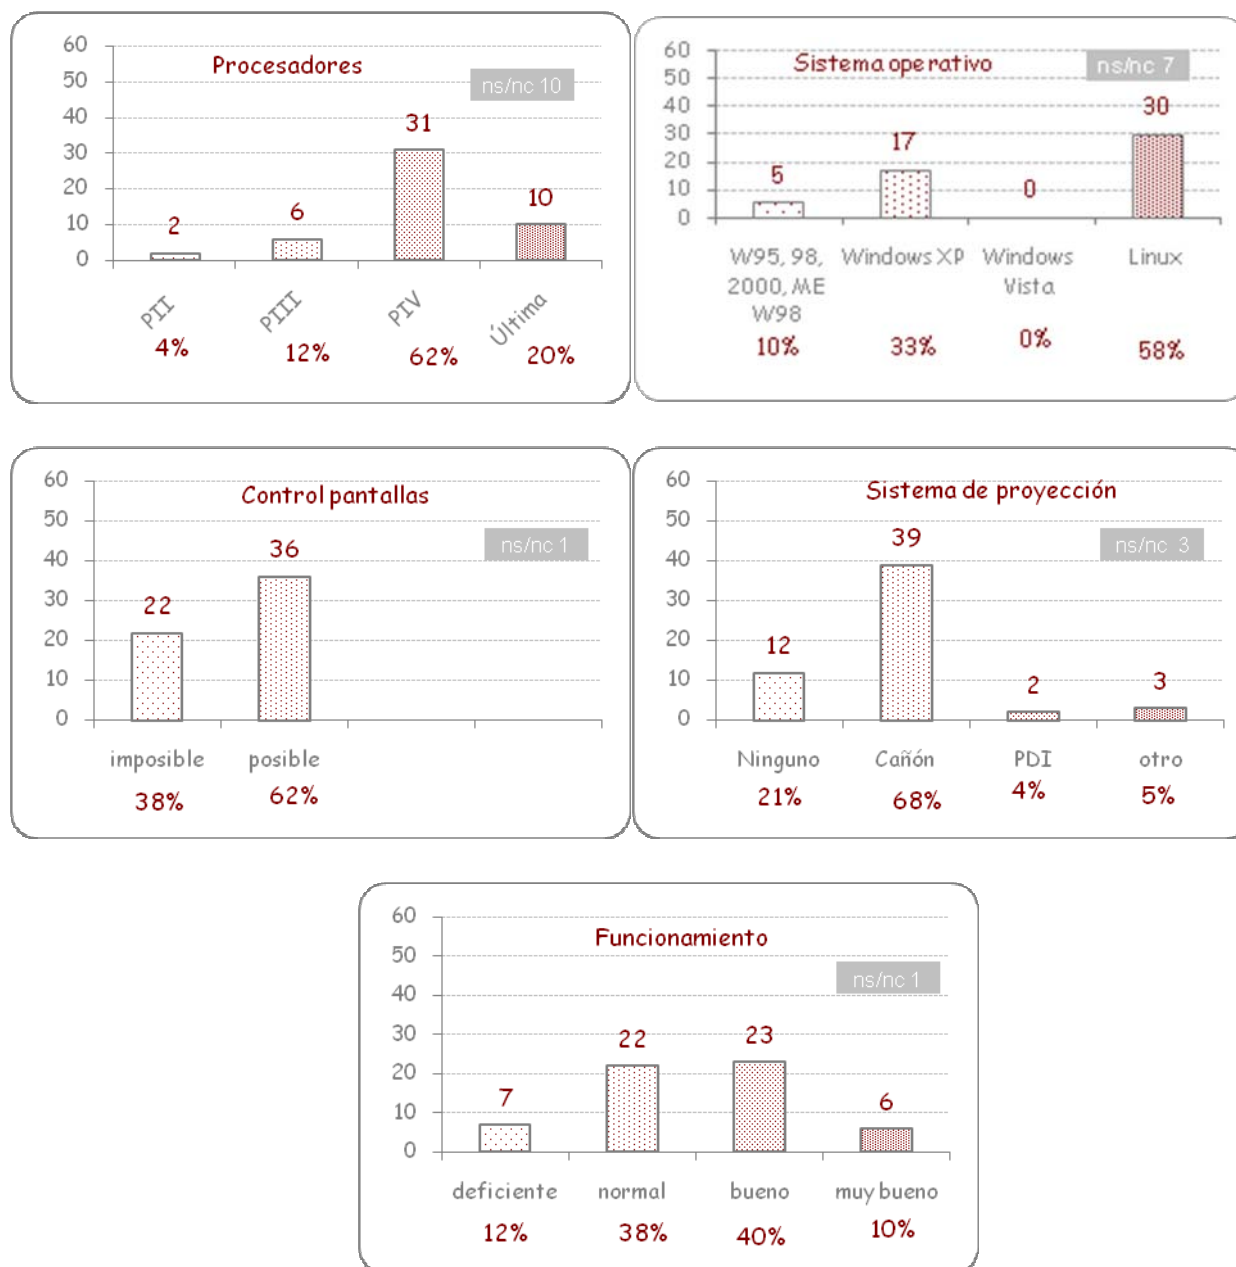 Procesadores
ns/nc 10
60
50
40
30
20
10
0
2
6
31
10
PII
PIII
PIV
Última
4%
12%
62%
20%
Sistema operativo
ns/nc 7
60
50
40
30
20
10
0
5
17
0
30
W95, 98,
2000, ME
W98
Windows XP
Windows
Vista
Linux
10%
33%
0%
58%
Control pantallas
ns/nc 1
60
50
40
30
20
10
0
22
36
imposible
posible
38%
62%
Sistema de proyección
ns/nc 3
60
50
40
30
20
10
0
12
39
2
3
Ninguno
Cañón
PDI
otro
21%
68%
4%
5%
Funcionamiento
ns/nc 1
60
50
40
30
20
10
0
7
22
23
6
deficiente
normal
bueno
muy bueno
12%
38%
40%
10%